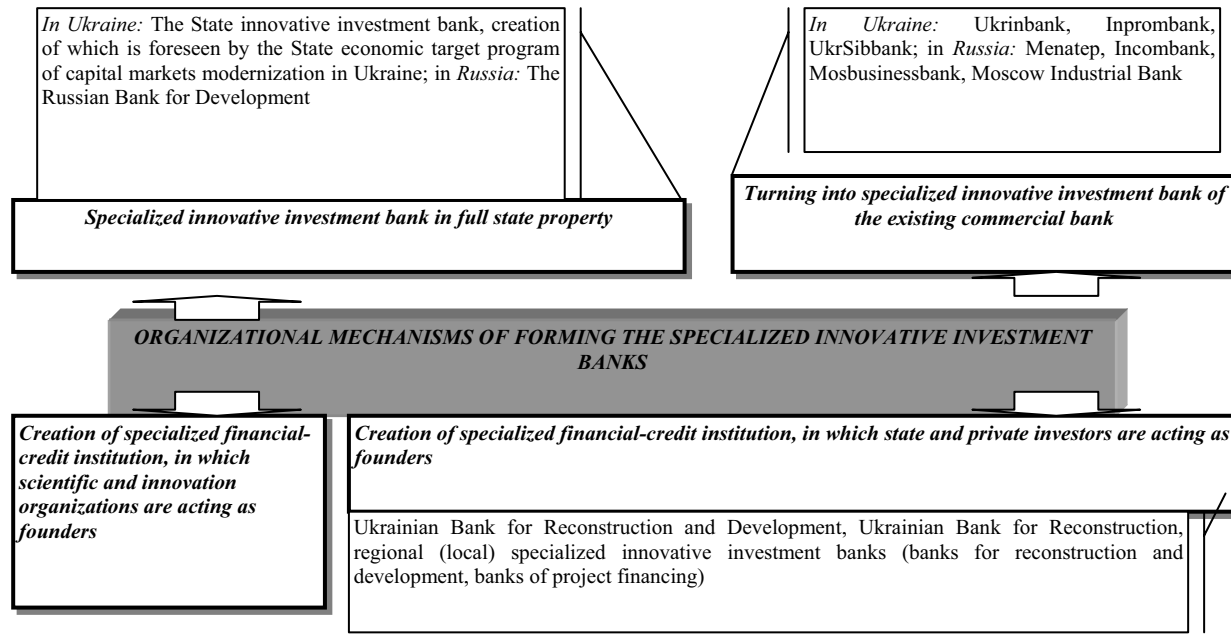 In Ukraine: The State innovative investment bank, creation
of which is foreseen by the State economic target program
of capital markets modernization in Ukraine; in Russia: The
Russian Bank for Development
In Ukraine: Ukrinbank, Inprombank,
UkrSibbank; in Russia: Menatep, Incombank,
Mosbusinessbank, Moscow Industrial Bank
Specialized innovative investment bank in full state property
Turning into specialized innovative investment bank of
the existing commercial bank
ORGANIZATIONAL MECHANISMS OF FORMING THE SPECIALIZED INNOVATIVE INVESTMENT
BANKS
Creation of specialized financial-
credit institution, in which
scientific and innovation
organizations are acting as
founders
Creation of specialized financial-credit institution, in which state and private investors are acting as
founders
Ukrainian Bank for Reconstruction and Development, Ukrainian Bank for Reconstruction,
regional (local) specialized innovative investment banks (banks for reconstruction and
development, banks of project financing)